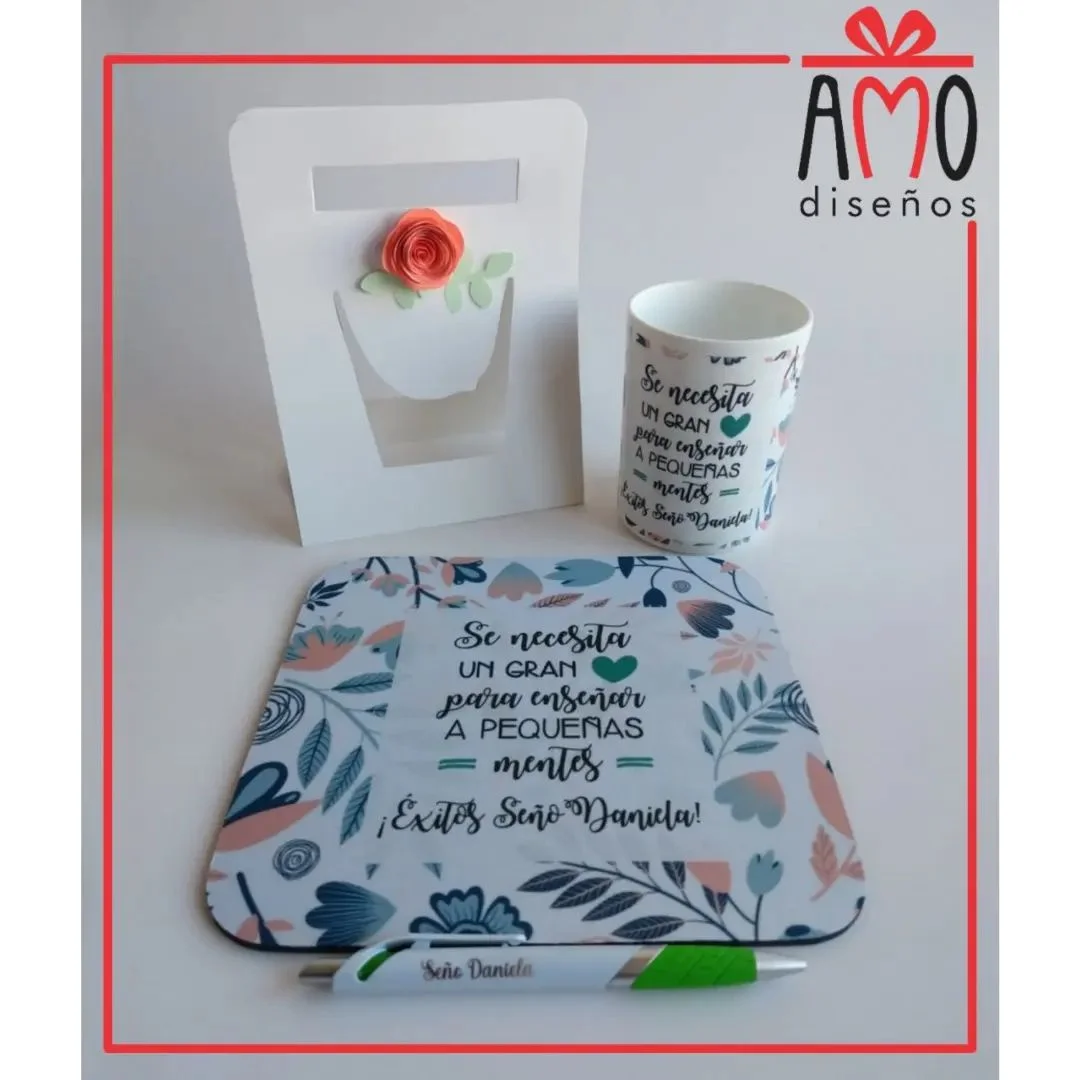 AMO
diseños
Se necesita
UN GRAN
para enseñar
A PEQUEÑAS
mentes
Éxitos Seño Daniela!
Se necesita
UN GRAN
para enseñar
A PEQUEÑAS
mentes
¡Éxitos Seño Daniela!
Seño Daniela